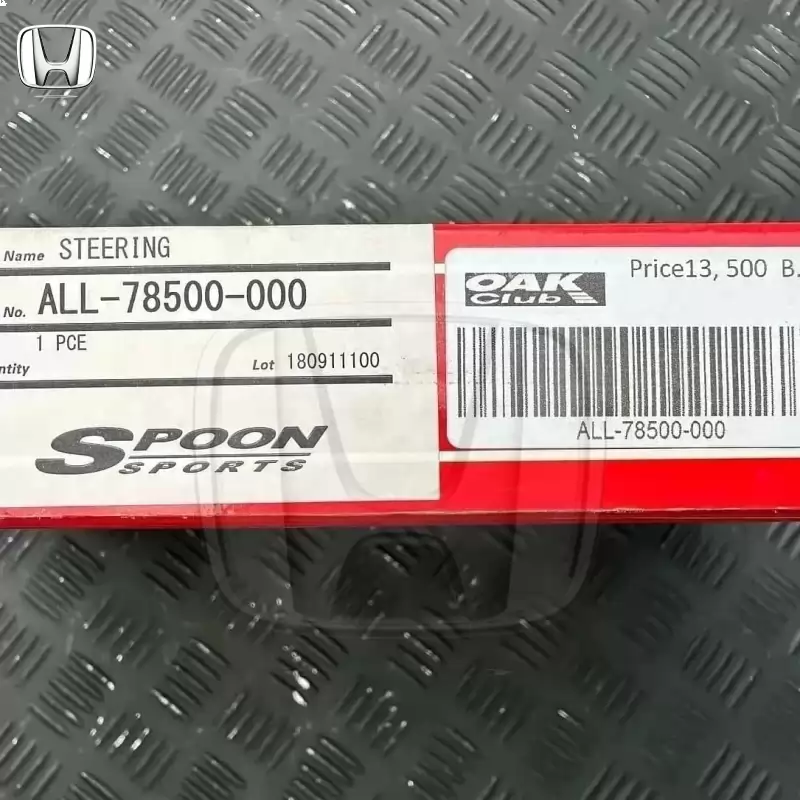 Name STEERING
No. ALL-78500-000
1 PCE
ntity Lot 180911100
SPOON
SPORTS
OAK
Club
Price13, 500 B.
ALL-78500-000